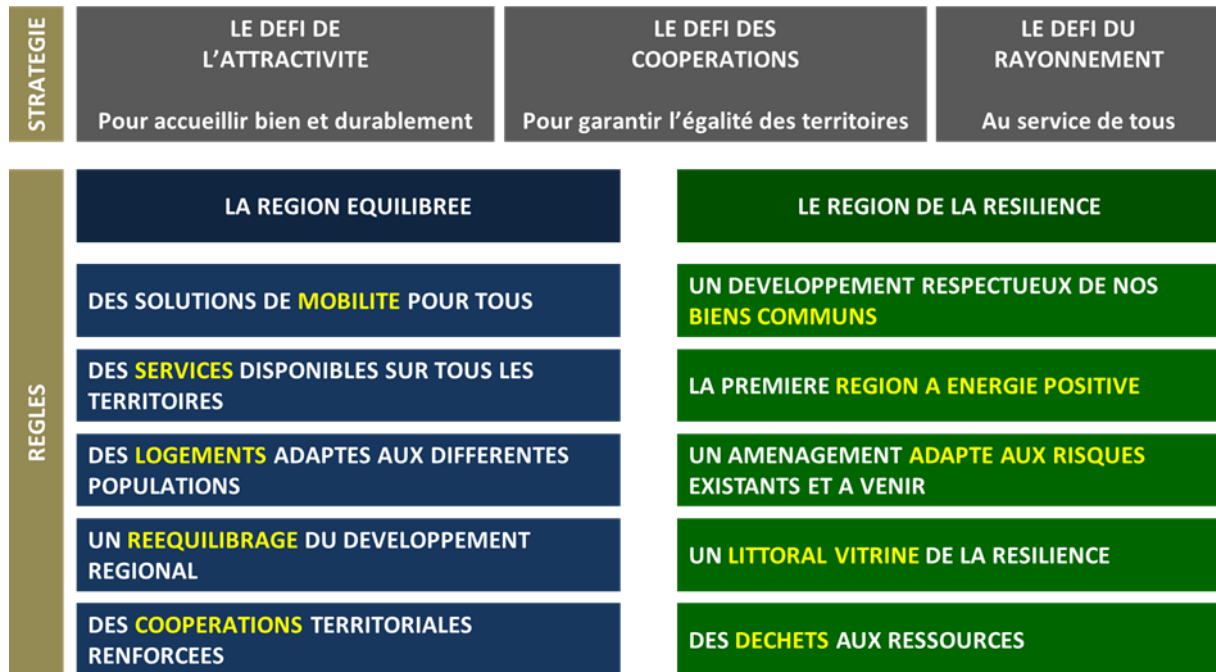 STRATEGIE
LE DEFI DE
L'ATTRACTIVITE
Pour accueillir bien et durablement
LE DEFI DES
COOPERATIONS
Pour garantir l'égalité des territoires
LE DEFI DU
RAYONNEMENT
Au service de tous
REGLES
LA REGION EQUILIBREE
DES SOLUTIONS DE MOBILITE POUR TOUS
DES SERVICES DISPONIBLES SUR TOUS LES
TERRITOIRES
DES LOGEMENTS ADAPTES AUX DIFFERENTES
POPULATIONS
UN REEQUILIBRAGE DU DEVELOPPEMENT
REGIONAL
DES COOPERATIONS TERRITORIALES
RENFORCEES
LE REGION DE LA RESILIENCE
UN DEVELOPPEMENT RESPECTUEUX DE NOS
BIENS COMMUNS
LA PREMIERE REGION A ENERGIE POSITIVE
UN AMENAGEMENT ADAPTE AUX RISQUES
EXISTANTS ET A VENIR
UN LITTORAL VITRINE DE LA RESILIENCE
DES DECHETS AUX RESSOURCES